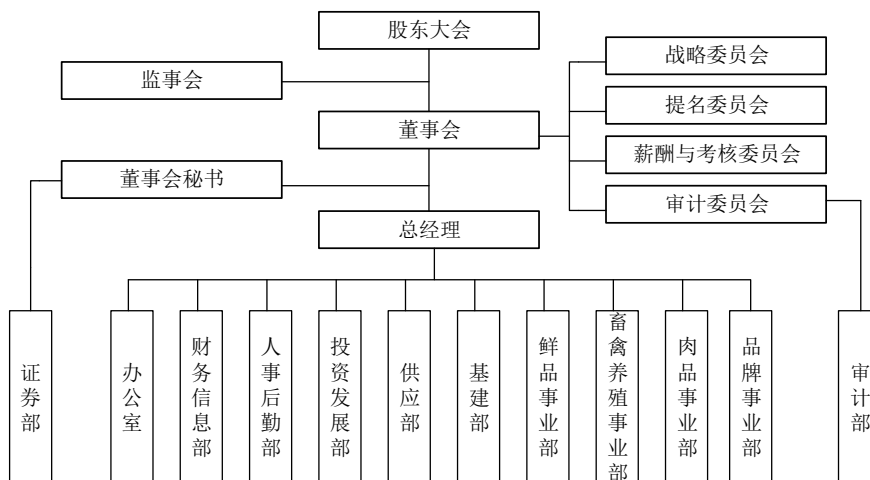 股东大会
战略委员会
监事会
提名委员会
董事会
薪酬与考核委员会
董事会秘书
审计委员会
总经理
证券部
办公室
财务信息部
人事后勤部
投资发展部
供应部
基建部
鲜品事业部
畜禽养殖事业部
肉品事业部
品牌事业部
审计部